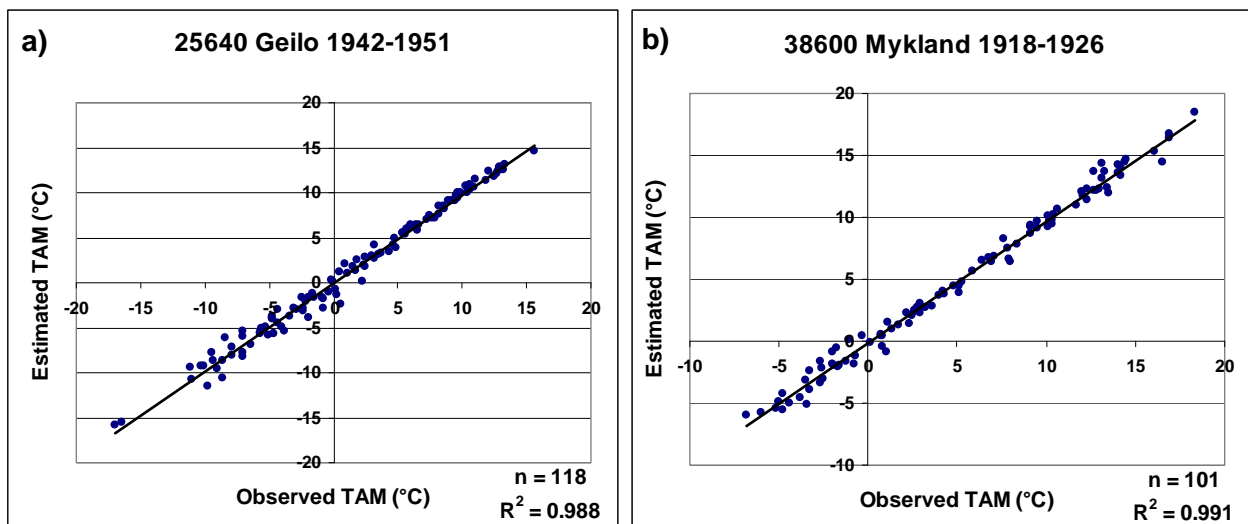 a)
25640 Geilo 1942-1951
20
15
10
5
0
-5
-10
-15
-20
-20 -15 -10 -5 0 5 10 15 20
Estimated TAM (°C)
Observed TAM (°C)
n = 118
R² = 0.988
b)
38600 Mykland 1918-1926
20
15
10
5
0
-5
-10
-10 -5 0 5 10 15 20
Estimated TAM (°C)
Observed TAM (°C)
n = 101
R² = 0.991